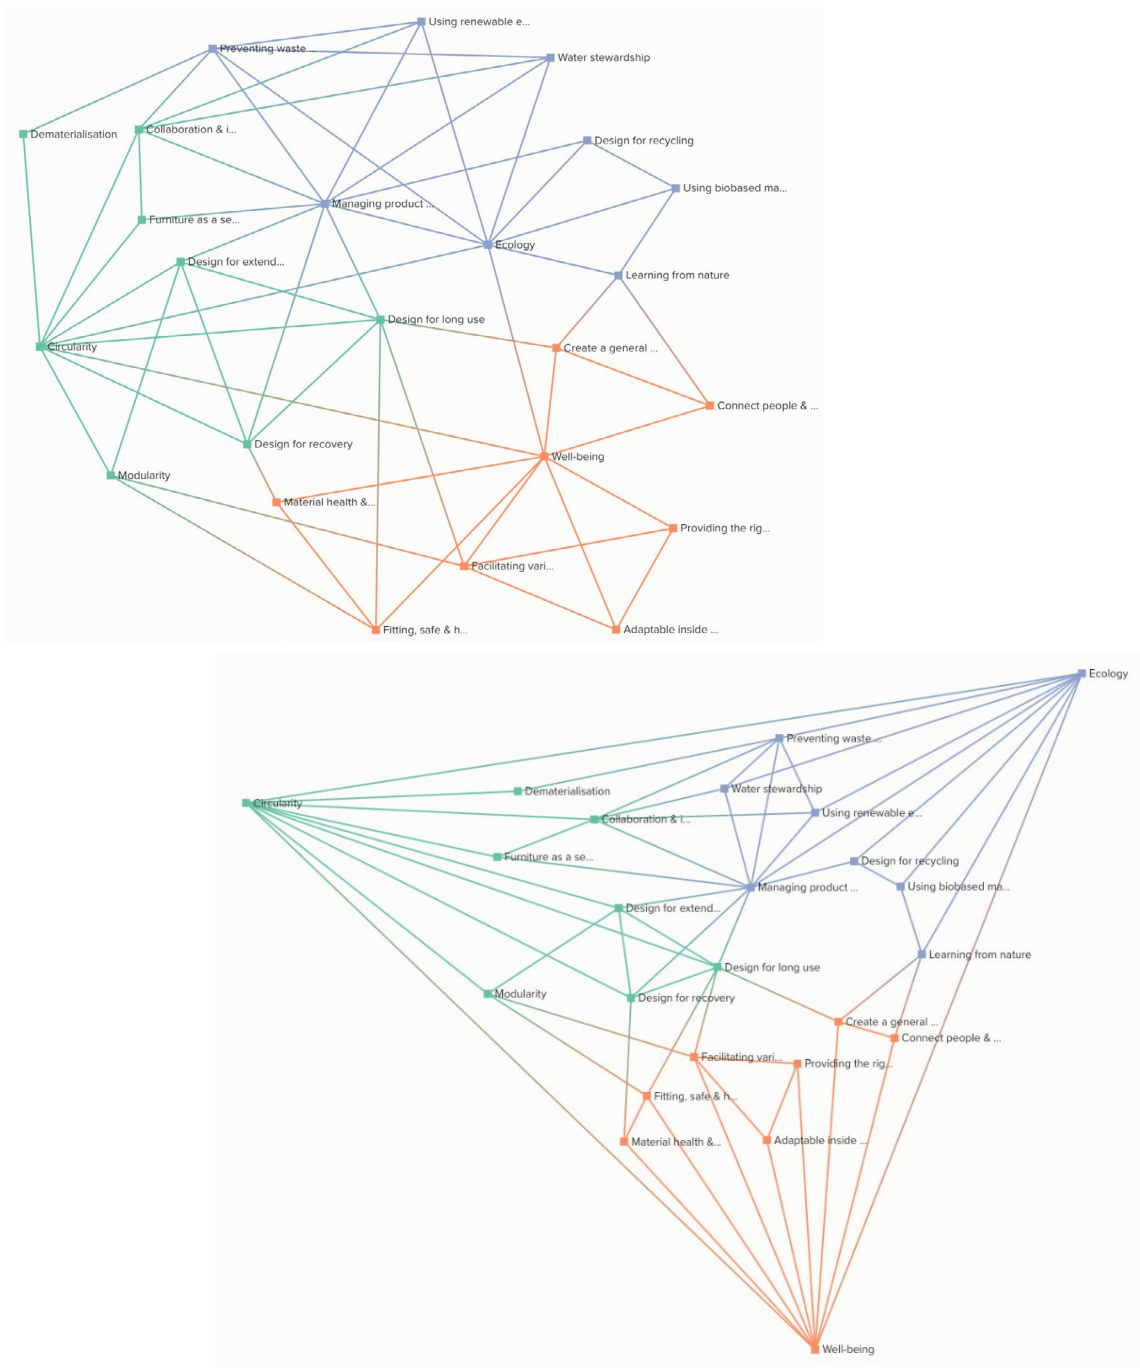 Using renewable e...
Preventing waste ...
Water stewardship
Collaboration & i...
Dematerialisation
Design for recycling
Using biobased ma...
Managing product ...
Furniture as a se...
Ecology
Design for extend...
Learning from nature
Design for long use
Circularity
Create a general ...
Connect people & ...
Design for recovery
Well-being
Modularity
Material health &...
Providing the rig...
Facilitating vari...
Fitting, safe & h...
Adaptable inside ...
Ecology
Preventing waste ...
Water stewardship
Dematerialisation
Circularity
Using renewable e...
Collaboration & i...
Furniture as a se...
Design for recycling
Managing product ...
Using biobased ma...
Design for extend...
Learning from nature
Design for long use
Modularity
Design for recovery
Create a general ...
Connect people & ...
Facilitating vari...
Providing the rig...
Fitting, safe & h...
Material health &...
Adaptable inside ...
Well-being